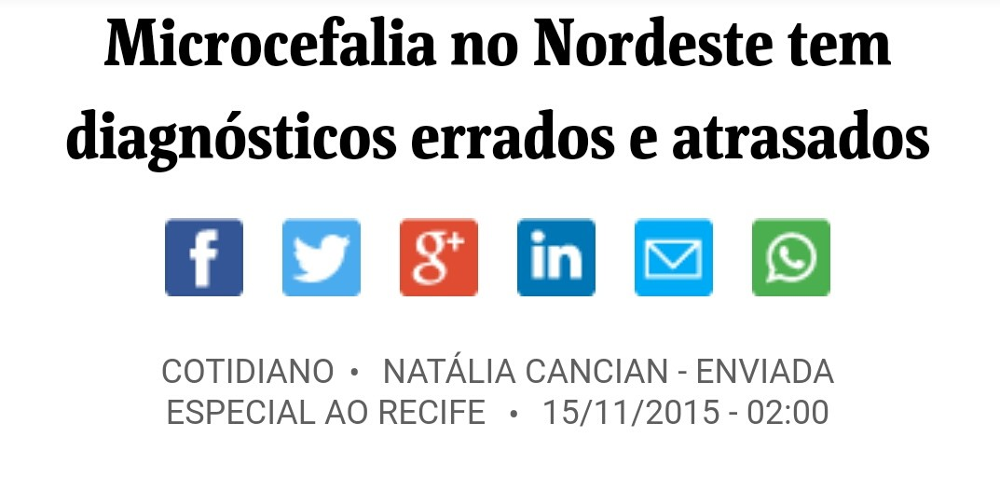 Microcefalia no Nordeste tem
diagnósticos errados e atrasados
f g+ in
COTIDIANO • NATÁLIA CANCIAN - ENVIADA
ESPECIAL AO RECIFE • 15/11/2015 - 02:00